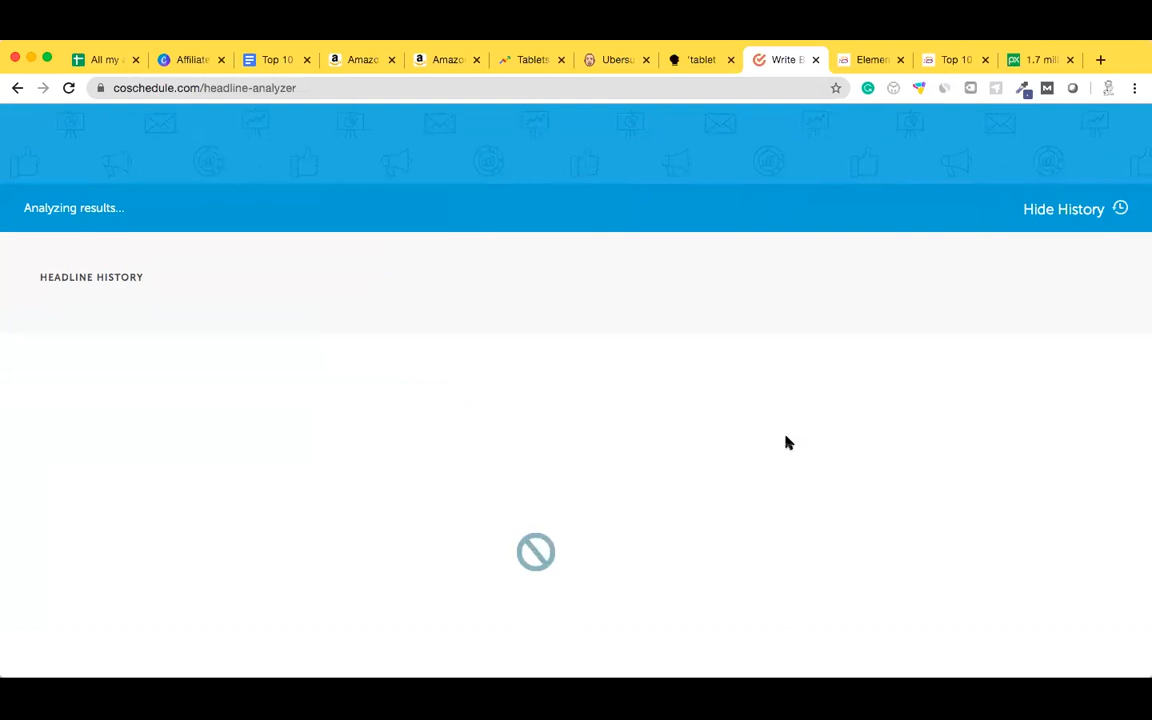 All my
Affiliate
Top 10
Amazo
Amazo
Tablets
Ubersu
'tablet
Write B
Elemen
Top 10
1.7 mil
coschedule.com/headline-analyzer
Analyzing results...
Hide History
HEADLINE HISTORY